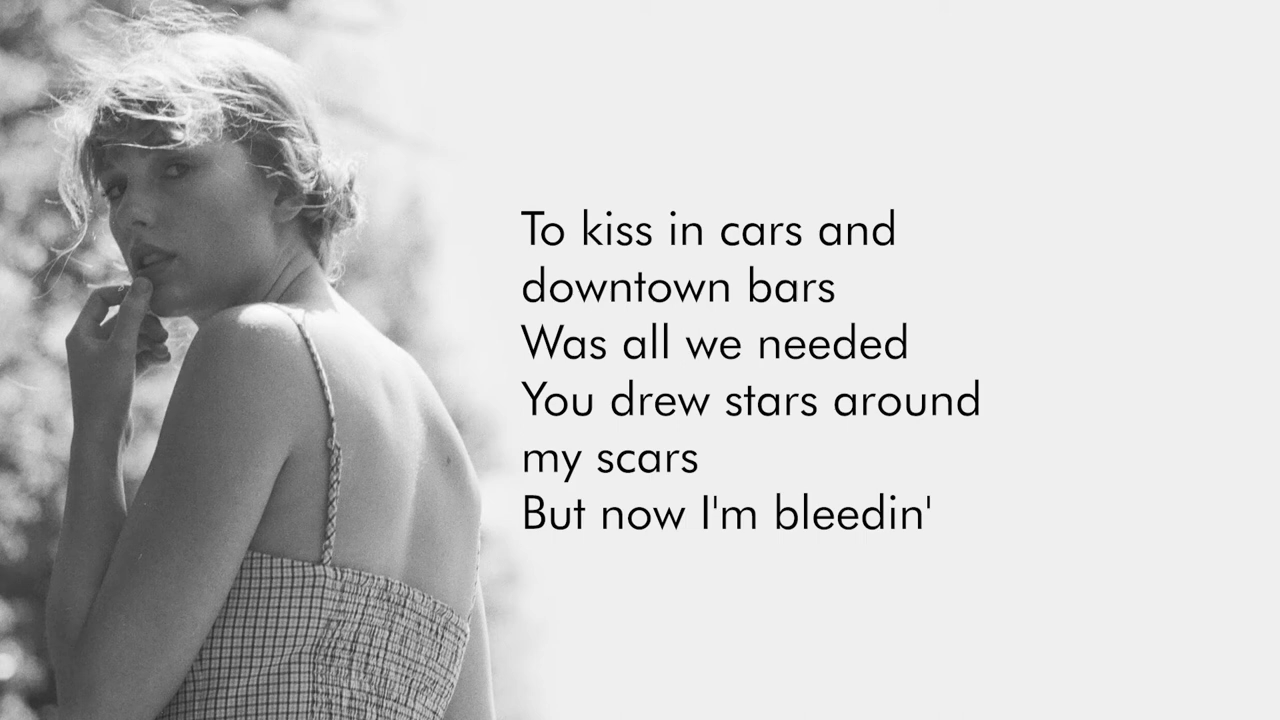 To kiss in cars and
downtown bars
Was all we needed
You drew stars around
my scars
But now I'm bleedin'